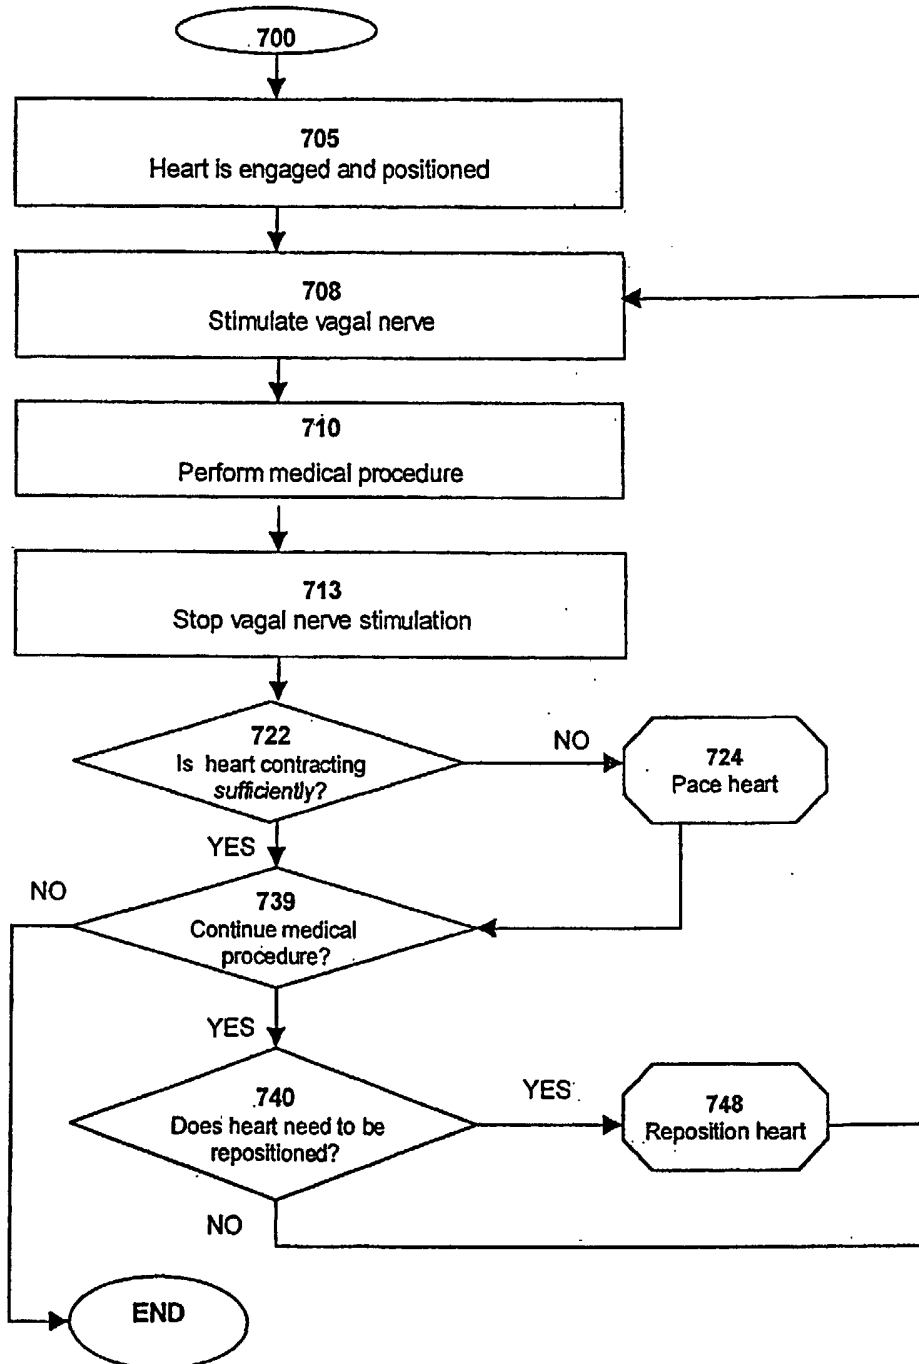 700
705
Heart is engaged and positioned
708
Stimulate vagal nerve
710
Perform medical procedure
713
Stop vagal nerve stimulation
722
Is heart contracting
sufficiently?
NO
724
Pace heart
YES
NO
739
Continue medical
procedure?
YES
740
Does heart need to be
repositioned?
YES
748
Reposition heart
NO
END